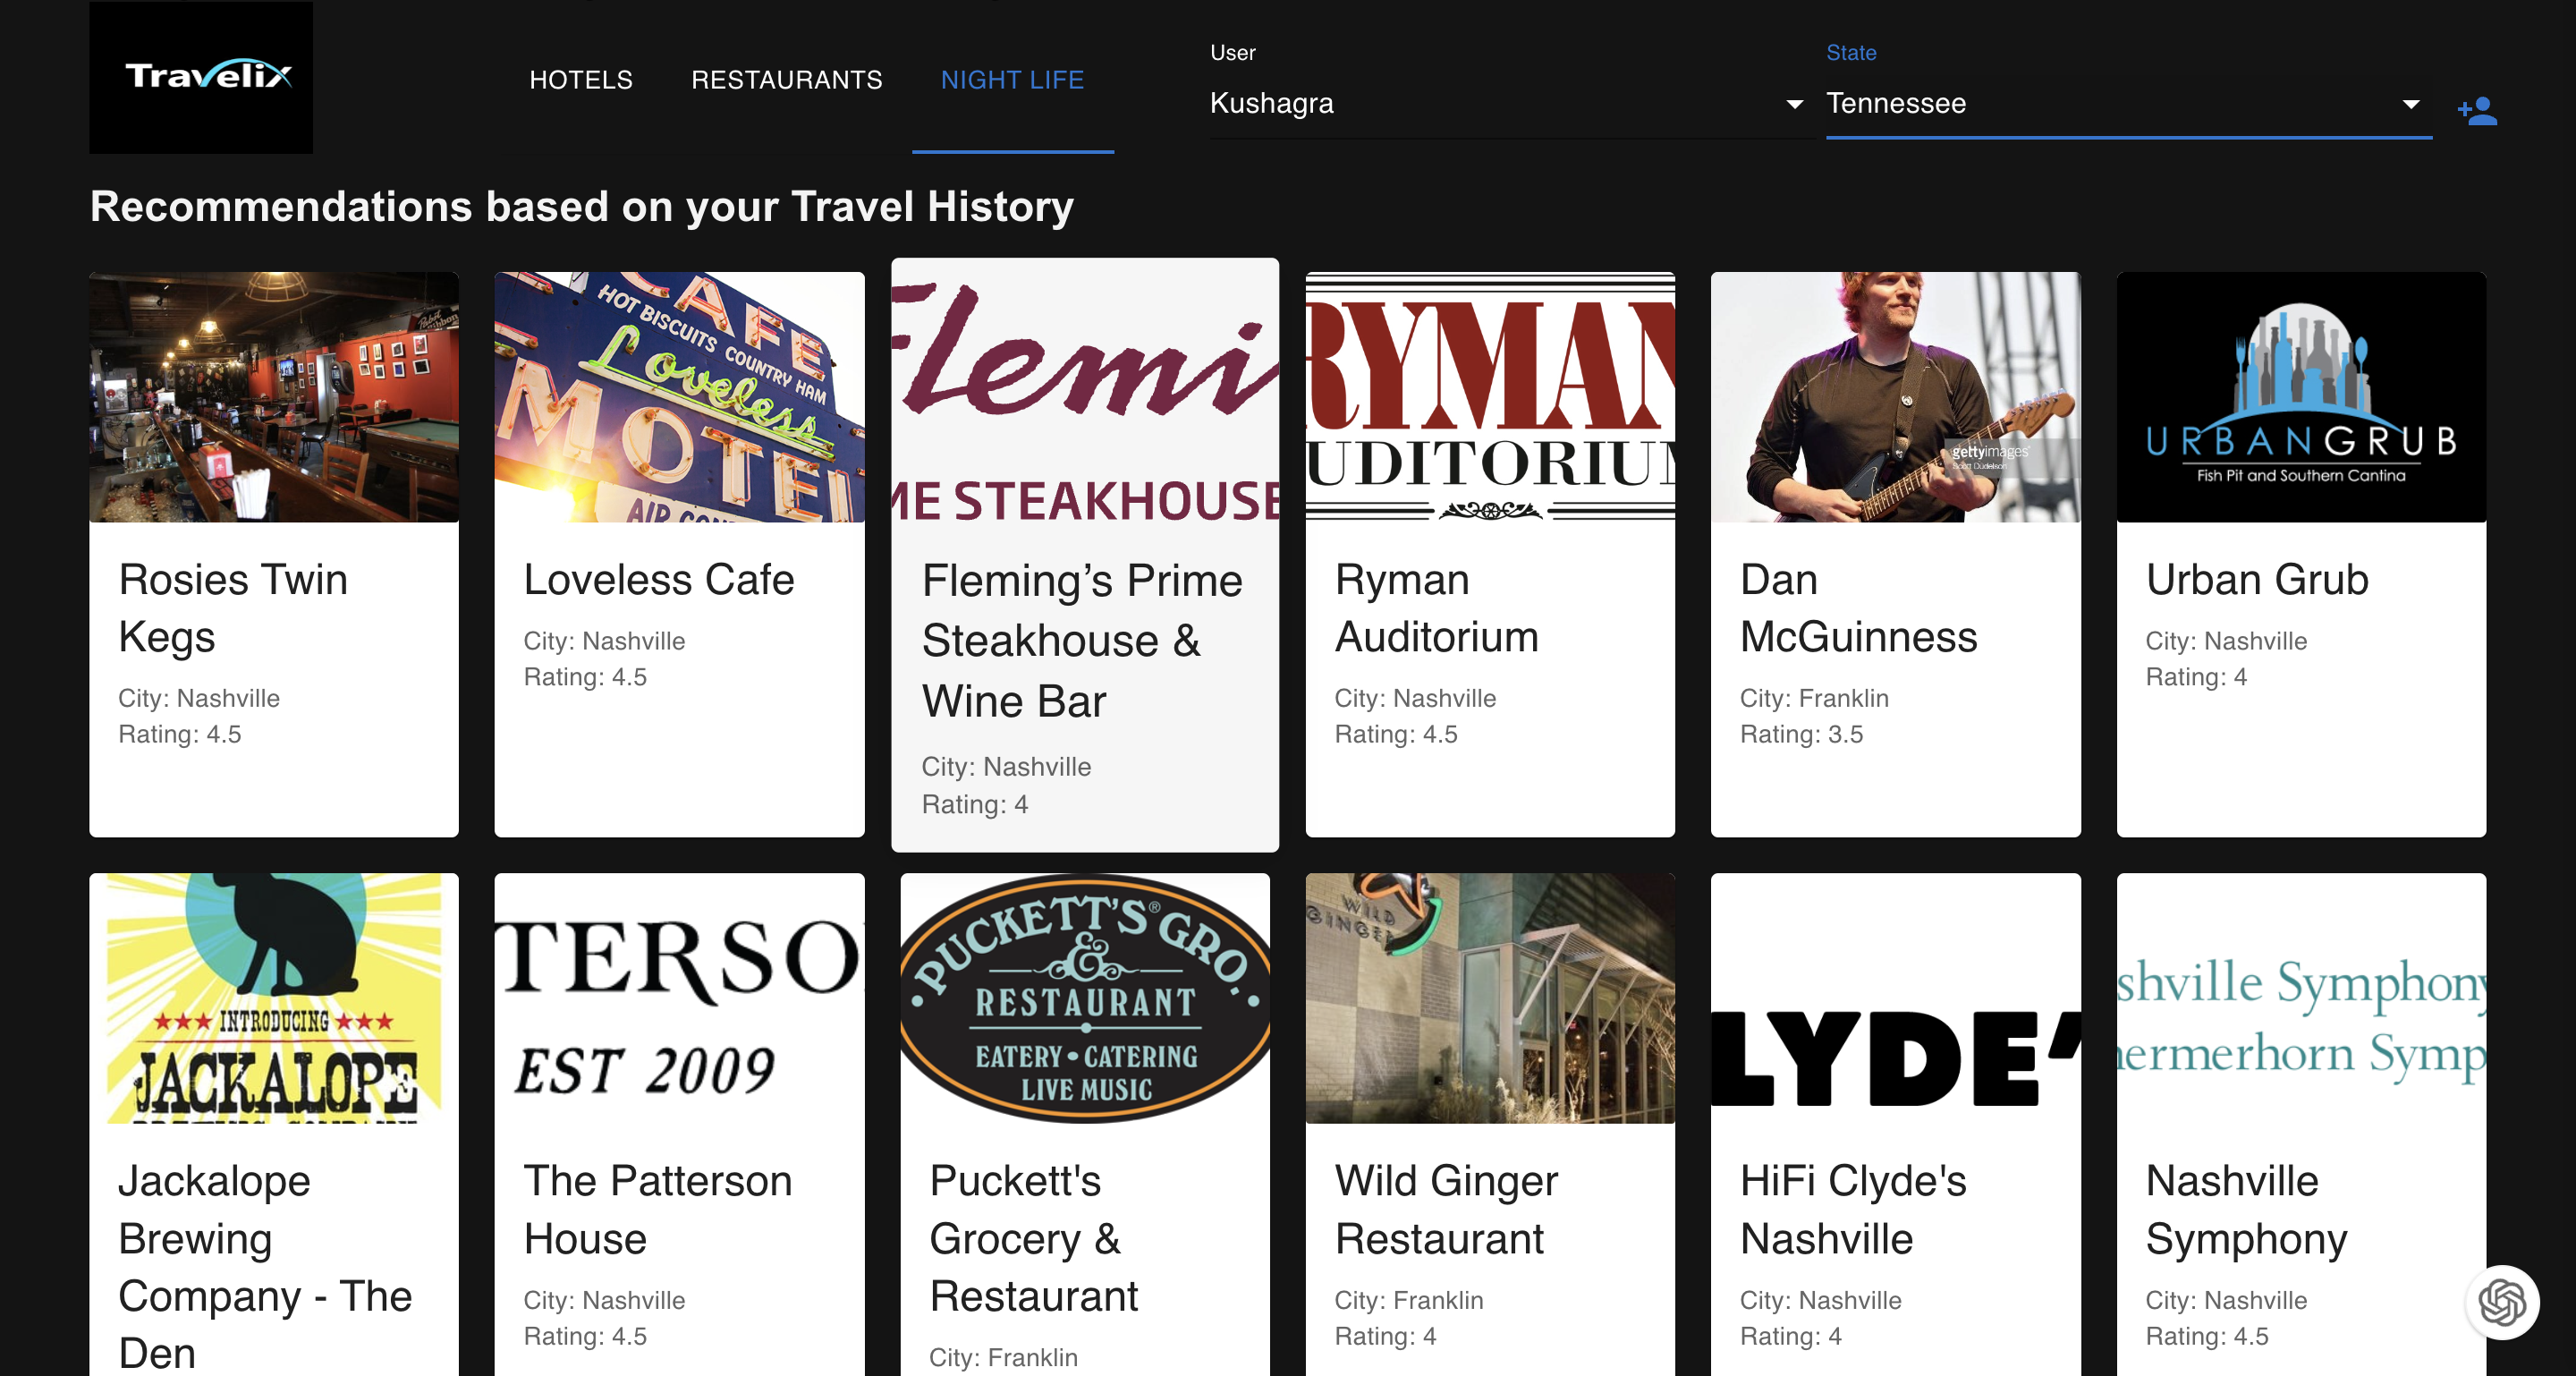 Travelix
HOTELS
RESTAURANTS
NIGHT LIFE
User
Kushagra
State
Tennessee
Recommendations based on your Travel History
CAFE
HOT BISCUITS COUNTRY HAM
Loveless
MOTEL
AIR CON
Flemi
ME STEAKHOUSE
RYMAN
UDITORIU
gettyimages
Scott Dudelson
URBANGRUB
Fish Pit and Southern Cantina
Rosies Twin
Kegs
City: Nashville
Rating: 4.5
Loveless Cafe
City: Nashville
Rating: 4.5
Fleming’s Prime
Steakhouse &
Wine Bar
City: Nashville
Rating: 4
Ryman
Auditorium
City: Nashville
Rating: 4.5
Dan
McGuinness
City: Franklin
Rating: 3.5
Urban Grub
City: Nashville
Rating: 4
INTRODUCING
JACKALOPE
TERSO
EST 2009
PUCKETT'S® GRO.
&
RESTAURANT
EATERY • CATERING
LIVE MUSIC
WILD
GINGER
LYDE'
shville Symphony
ermerhorn Symp
Jackalope
Brewing
Company - The
Den
The Patterson
House
City: Nashville
Rating: 4.5
Puckett's
Grocery &
Restaurant
City: Franklin
Wild Ginger
Restaurant
City: Franklin
Rating: 4
HiFi Clyde's
Nashville
City: Nashville
Rating: 4
Nashville
Symphony
City: Nashville
Rating: 4.5